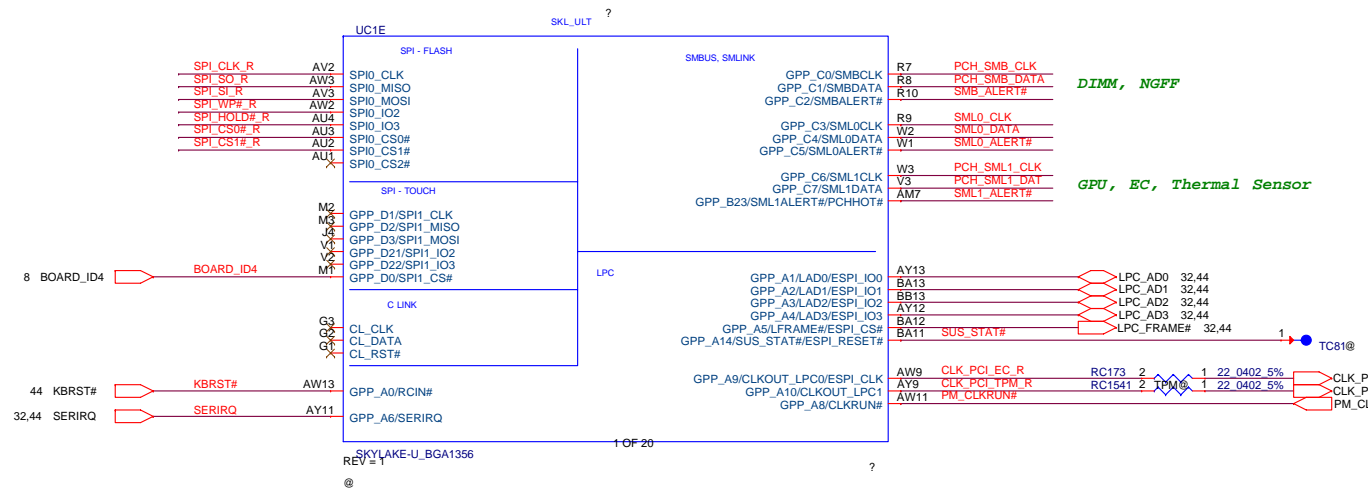 ?
SKL_ULT
UC1E
SPI - FLASH
SMBUS, SMLINK
SPI_CLK_R AV2 SPI0_CLK
SPI_SO_R AW3 SPI0_MISO
SPI_SI_R AV3 SPI0_MOSI
SPI_WP#_R AW2 SPI0_IO2
SPI_HOLD#_R AU4 SPI0_IO3
SPI_CS0#_R AU3 SPI0_CS0#
SPI_CS1#_R AU2 SPI0_CS1#
AU1 SPI0_CS2#
GPP_C0/SMBCLK R7 PCH_SMB_CLK
GPP_C1/SMBDATA R8 PCH_SMB_DATA
GPP_C2/SMBALERT# R10 SMB_ALERT#
DIMM, NGFF
GPP_C3/SML0CLK R9 SML0_CLK
GPP_C4/SML0DATA W2 SML0_DATA
GPP_C5/SML0ALERT# W1 SML0_ALERT#
GPP_C6/SML1CLK W3 PCH_SML1_CLK
GPP_C7/SML1DATA V3 PCH_SML1_DAT
GPP_B23/SML1ALERT#/PCHHOT# AM7 SML1_ALERT#
GPU, EC, Thermal Sensor
SPI - TOUCH
M2 GPP_D1/SPI1_CLK
M3 GPP_D2/SPI1_MISO
J4 GPP_D3/SPI1_MOSI
V1 GPP_D21/SPI1_IO2
V2 GPP_D22/SPI1_IO3
8 BOARD_ID4 BOARD_ID4 M1 GPP_D0/SPI1_CS#
LPC
GPP_A1/LAD0/ESPI_IO0 AY13 LPC_AD0 32,44
GPP_A2/LAD1/ESPI_IO1 BA13 LPC_AD1 32,44
GPP_A3/LAD2/ESPI_IO2 BB13 LPC_AD2 32,44
GPP_A4/LAD3/ESPI_IO3 AY12 LPC_AD3 32,44
GPP_A5/LFRAME#/ESPI_CS# BA12 LPC_FRAME# 32,44
GPP_A14/SUS_STAT#/ESPI_RESET# BA11 SUS_STAT# 1 TC81@
C LINK
G3 CL_CLK
G2 CL_DATA
G1 CL_RST#
GPP_A9/CLKOUT_LPC0/ESPI_CLK AW9 CLK_PCI_EC_R RC173 2 1 22_0402_5% CLK_P
GPP_A10/CLKOUT_LPC1 AY9 CLK_PCI_TPM_R RC1541 2 TPM@ 1 22_0402_5% CLK_P
GPP_A8/CLKRUN# AW11 PM_CLKRUN# PM_CL
44 KBRST# KBRST# AW13 GPP_A0/RCIN#
32,44 SERIRQ SERIRQ AY11 GPP_A6/SERIRQ
1 OF 20
SKYLAKE-U_BGA1356
REV = 1
?
@